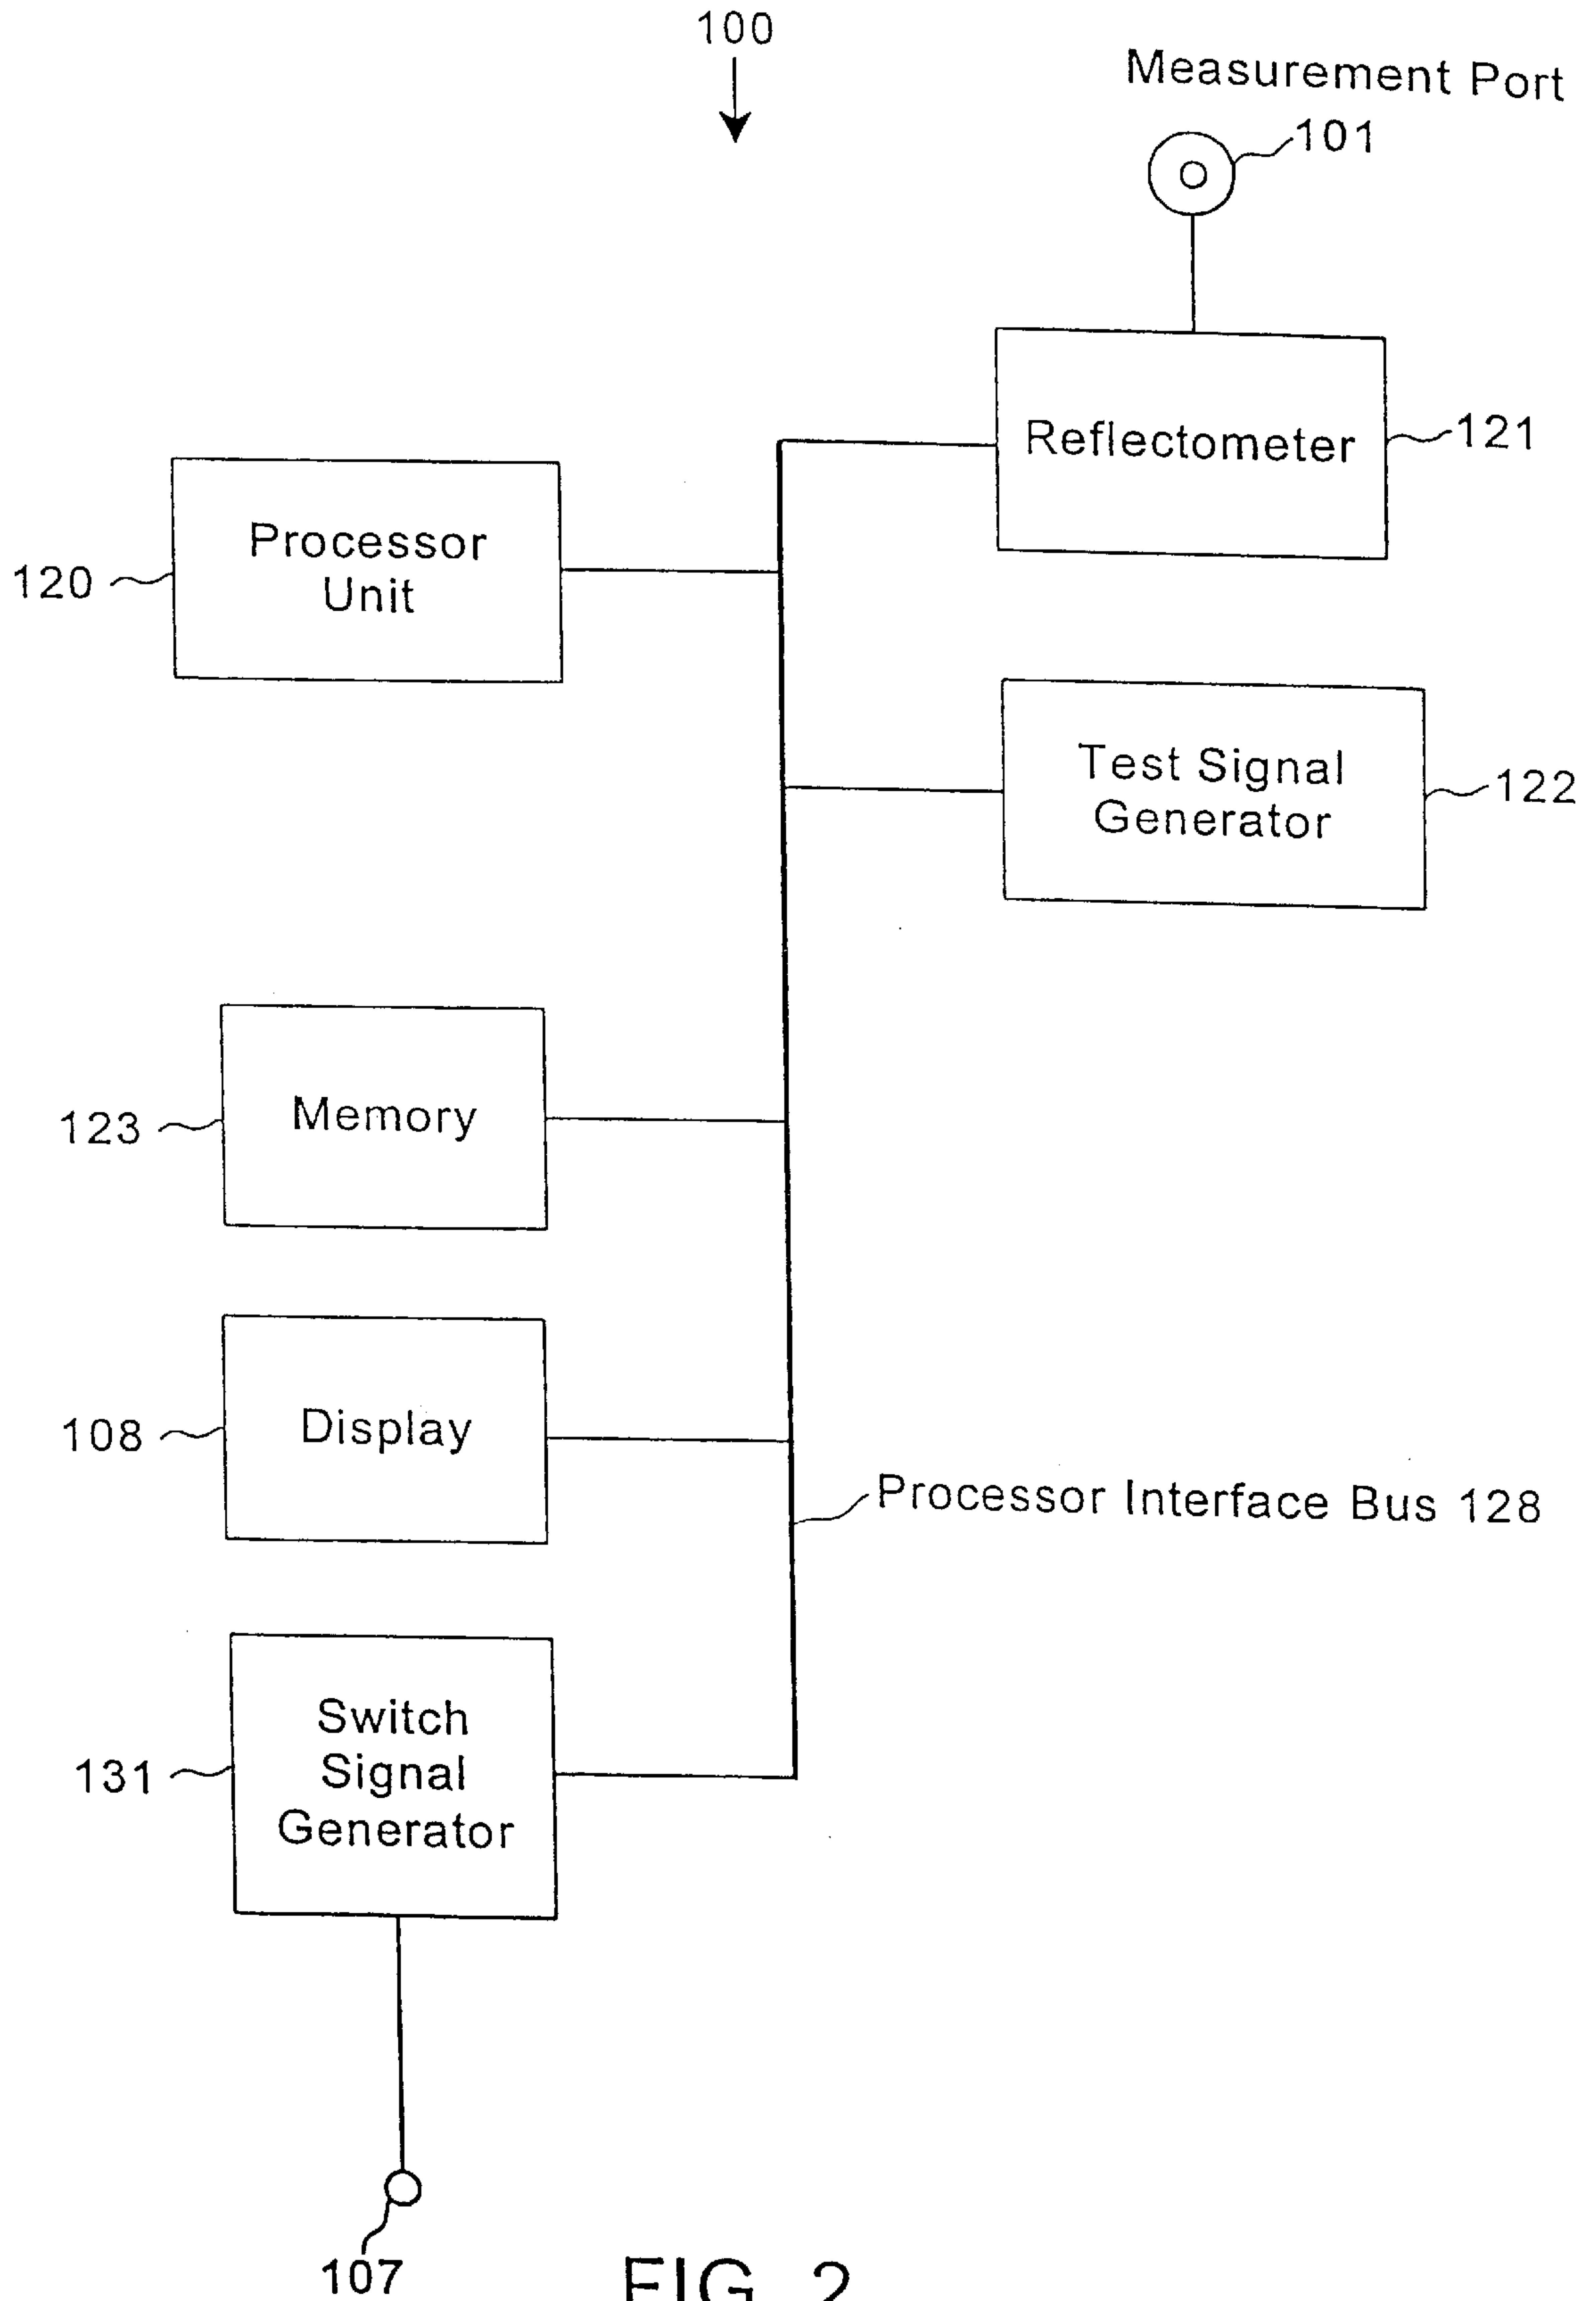 100
Measurement Port
101
Reflectometer
121
Processor
Unit
120
Test Signal
Generator
122
Memory
123
Display
108
Processor Interface Bus 128
Switch
Signal
Generator
131
107
FIG. 2